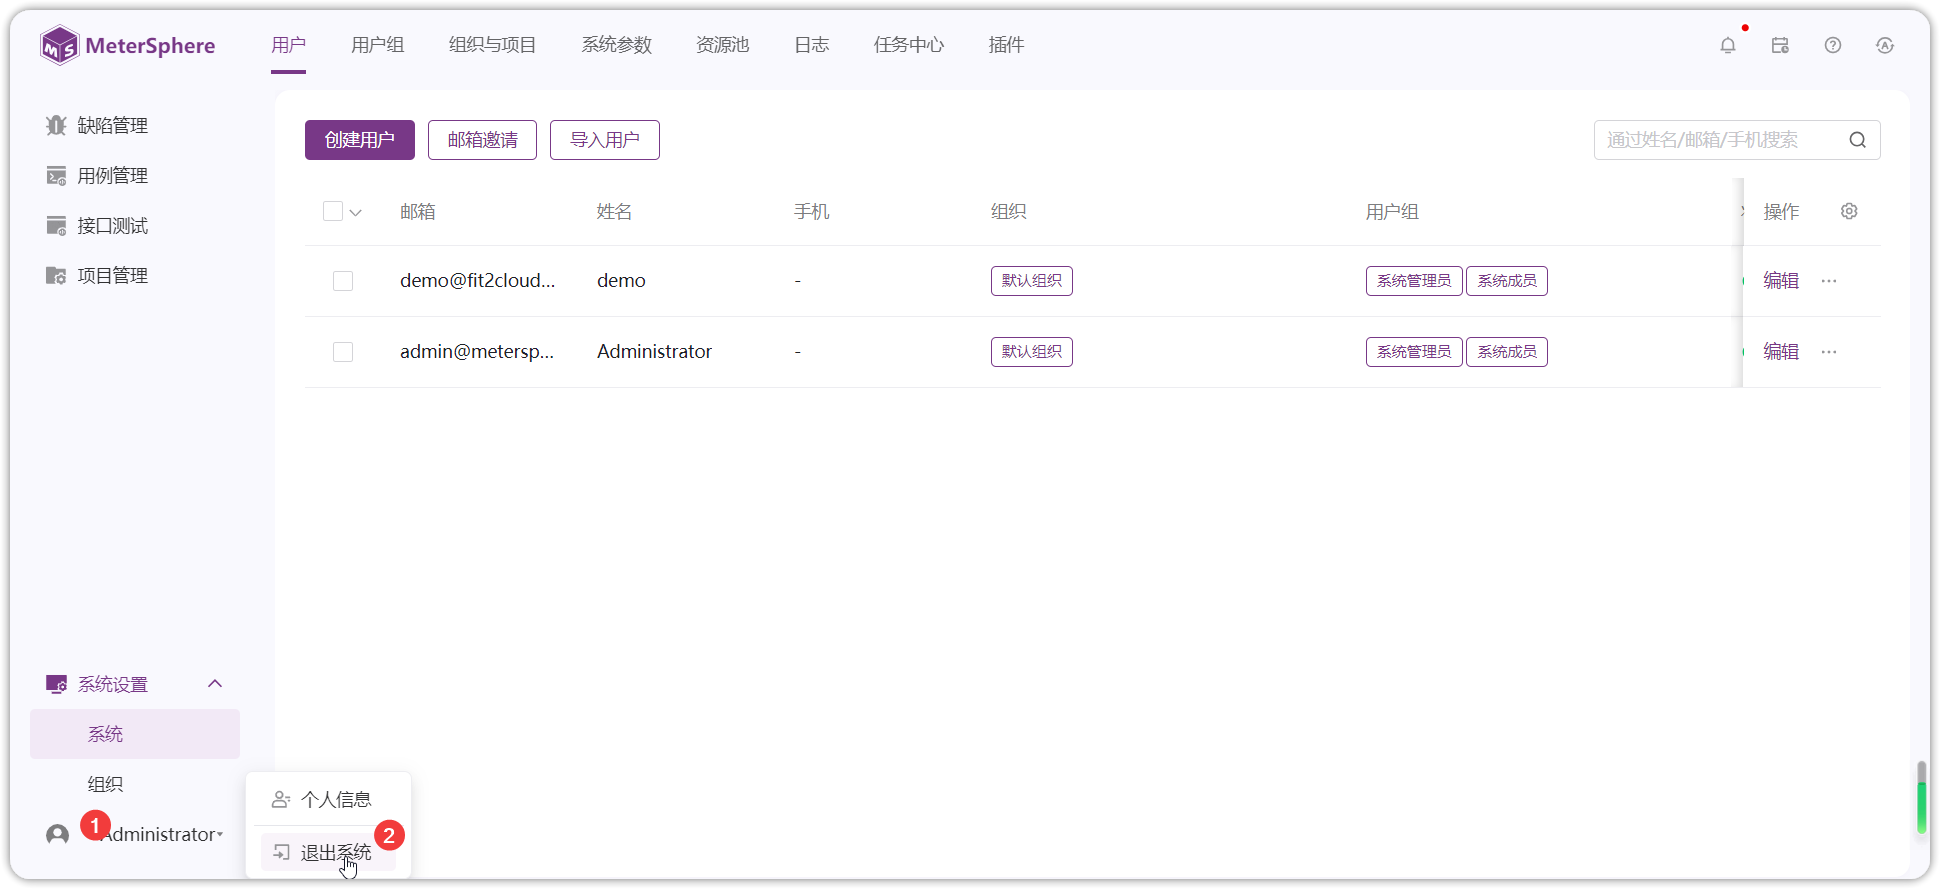 MeterSphere
用户 用户组 组织与项目 系统参数 资源池 日志 任务中心 插件
缺陷管理
用例管理
接口测试
项目管理
创建用户 邮箱邀请 导入用户 通过姓名/邮箱/手机搜索
邮箱 姓名 手机 组织 用户组 操作
demo@fit2cloud... demo - 默认组织 系统管理员 系统成员 编辑 ...
admin@metersp... Administrator - 默认组织 系统管理员 系统成员 编辑 ...
系统设置
系统
组织
1 Administrator
个人信息
2
退出系统